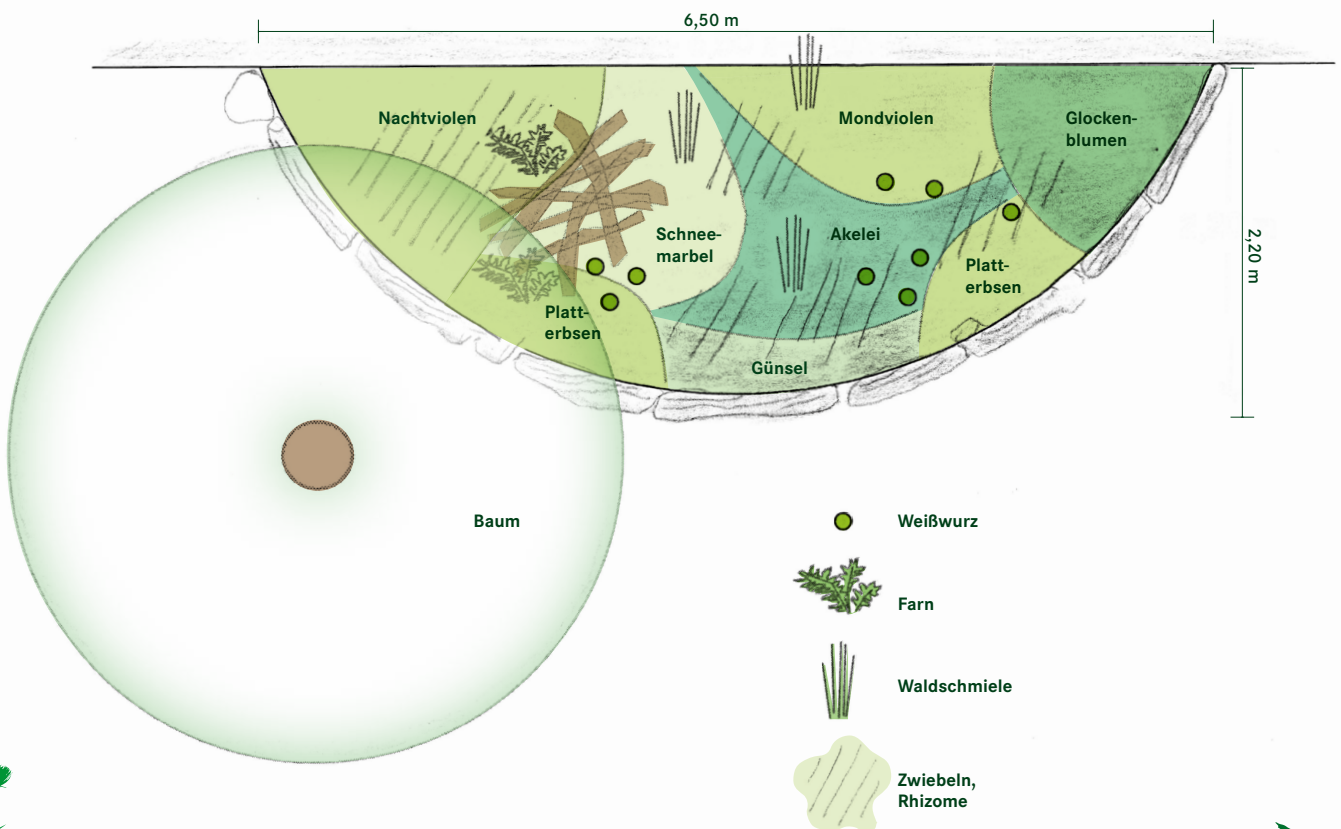 6,50 m
Nachtviolen
Mondviolen
Glocken-
blumen
Schnee-
marbel
Akelei
2,20 m
Platt-
erbsen
Platt-
erbsen
Günsel
Baum
Weißwurz
Farn
Waldschmiele
Zwiebeln,
Rhizome